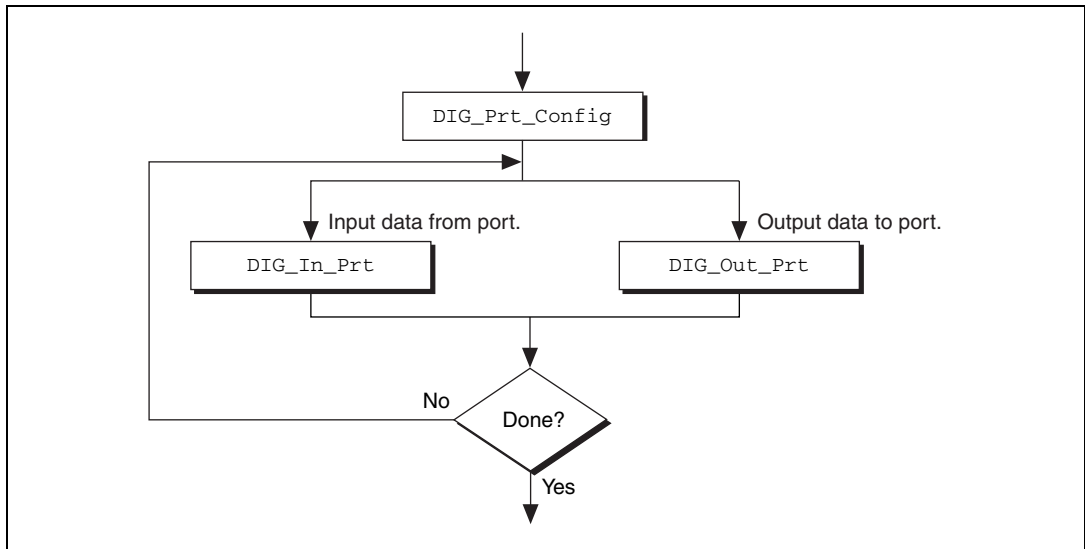 DIG_Prt_Config
Input data from port.
Output data to port.
DIG_In_Prt
DIG_Out_Prt
No
Done?
Yes